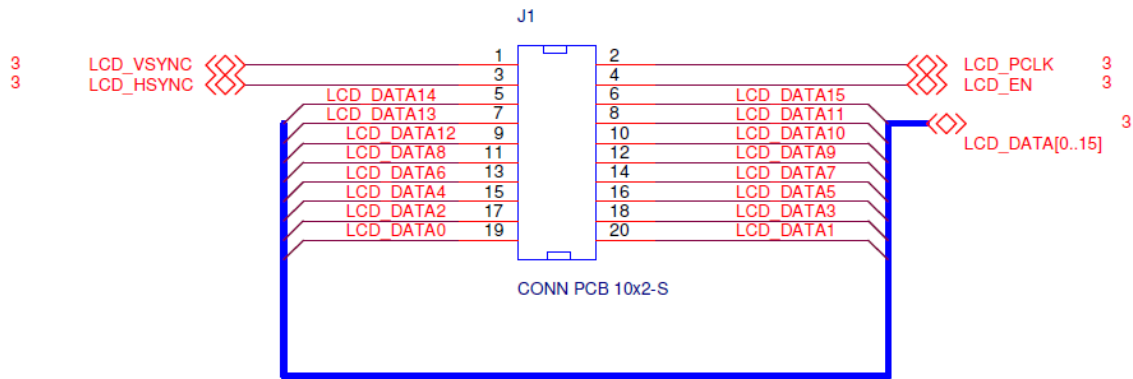 J1
3 LCD_VSYNC 1 2 LCD_PCLK 3
3 LCD_HSYNC 3 4 LCD_EN 3
LCD_DATA14 5 6 LCD_DATA15
LCD_DATA13 7 8 LCD_DATA11 3
LCD_DATA12 9 10 LCD_DATA10 LCD_DATA[0..15]
LCD_DATA8 11 12 LCD_DATA9
LCD_DATA6 13 14 LCD_DATA7
LCD_DATA4 15 16 LCD_DATA5
LCD_DATA2 17 18 LCD_DATA3
LCD_DATA0 19 20 LCD_DATA1
CONN PCB 10x2-S